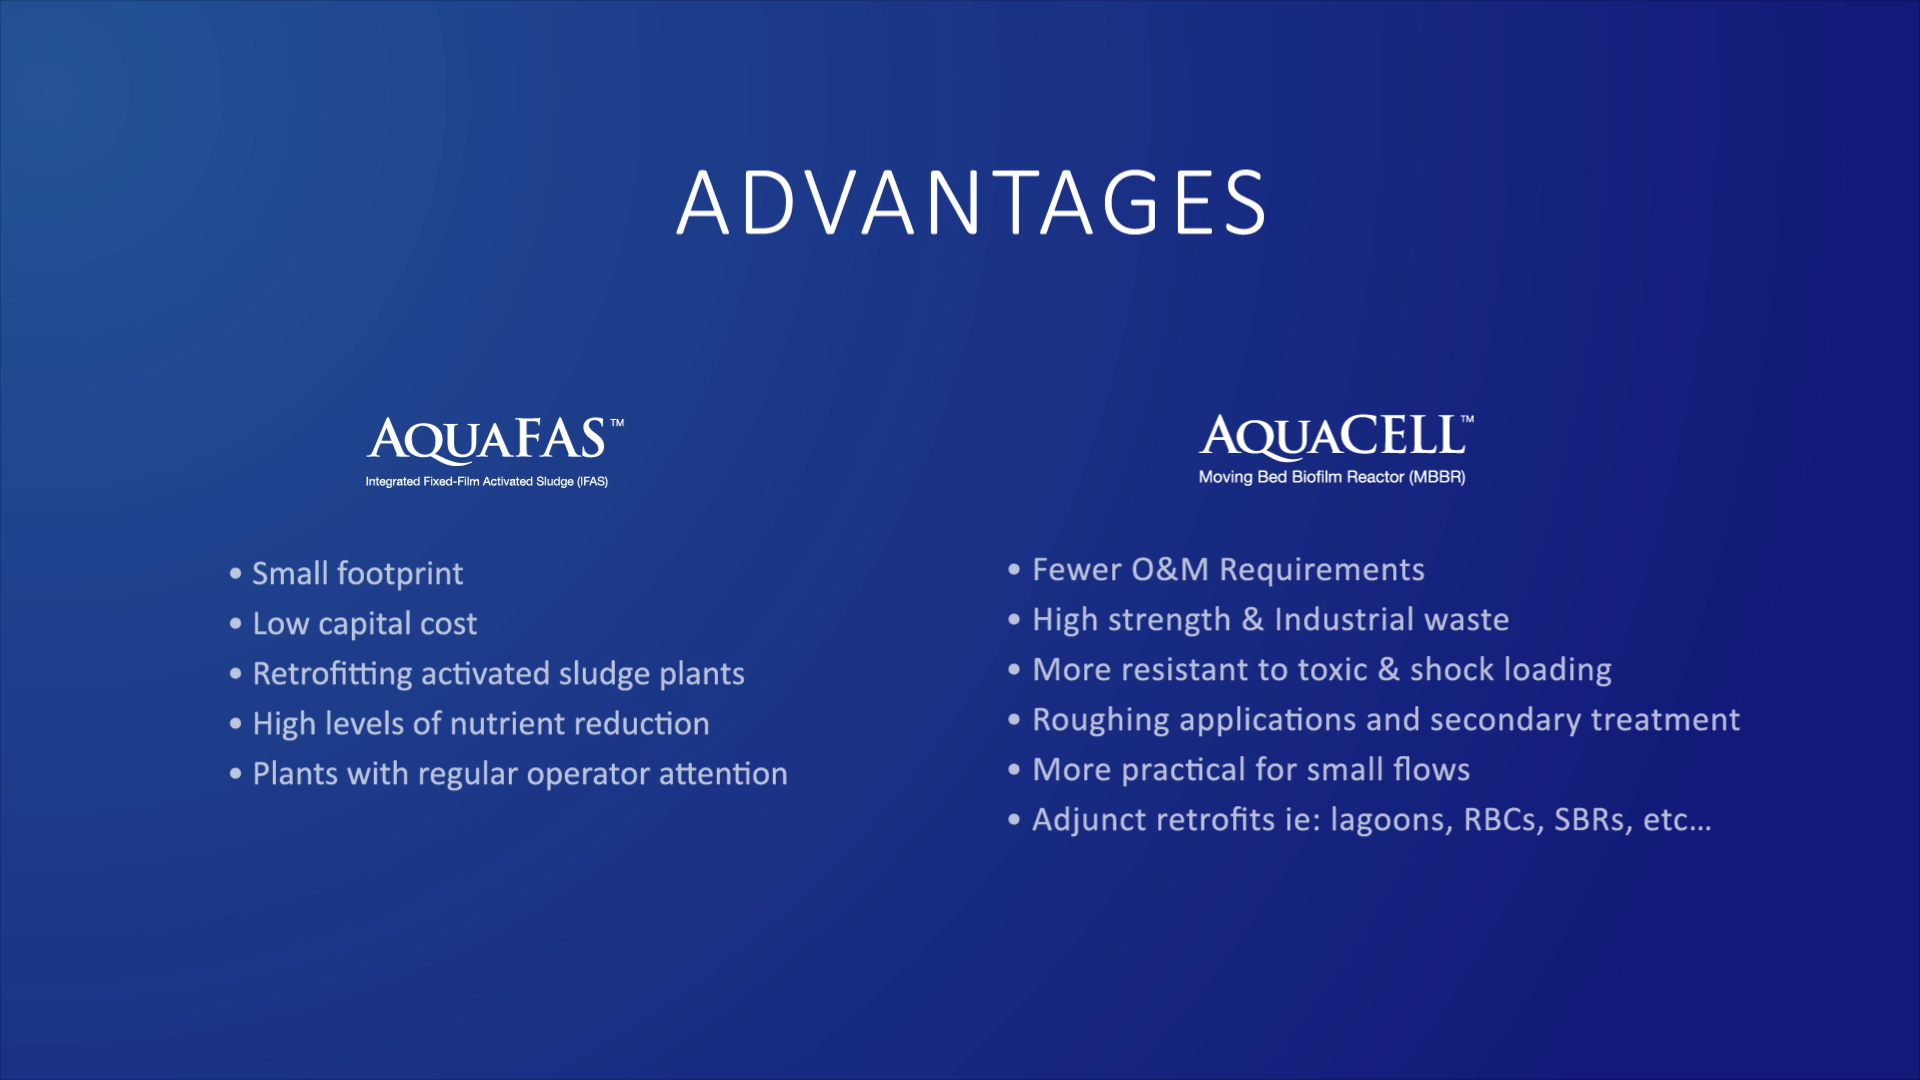 ADVANTAGES
AQUAFAS™
Integrated Fixed-Film Activated Sludge (IFAS)
• Small footprint
• Low capital cost
• Retrofitting activated sludge plants
• High levels of nutrient reduction
• Plants with regular operator attention
AQUACELL™
Moving Bed Biofilm Reactor (MBBR)
• Fewer O&M Requirements
• High strength & Industrial waste
• More resistant to toxic & shock loading
• Roughing applications and secondary treatment
• More practical for small flows
• Adjunct retrofits ie: lagoons, RBCs, SBRs, etc...